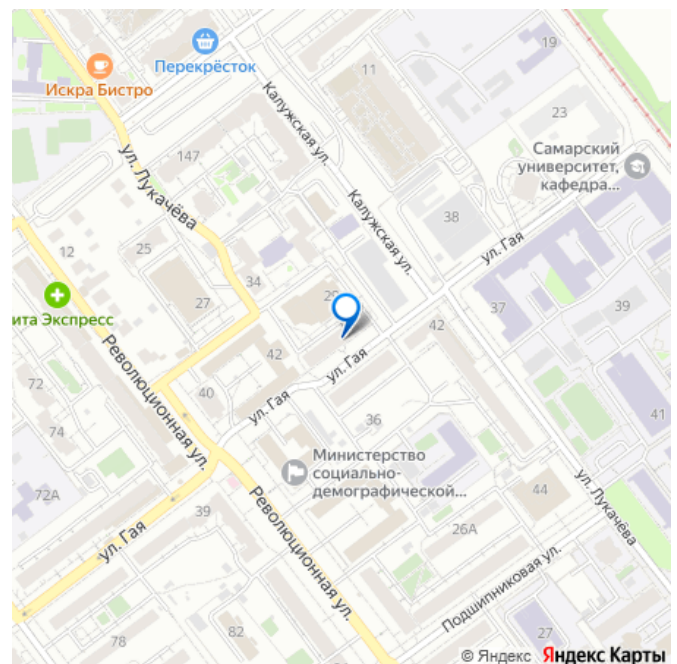 19
Перекрёсток
11
Искра Бистро
Калужская ул.
23
ул. Лукачёва
147
Самарский
университет,
кафедра...
Калужская ул.
38
12
25
34
ул. Гая
27
29
37
39
ита Экспресс
42
42
ул. Гая
72
Революционная ул.
40
ул. Гая
36
41
74
Министерство
социально-
демографической...
72А
44
ул. Лукачёва
39
ул. Гая
Революционная ул.
26А
Подшипниковая ул.
78
82
27
© Яндекс Яндекс Карты